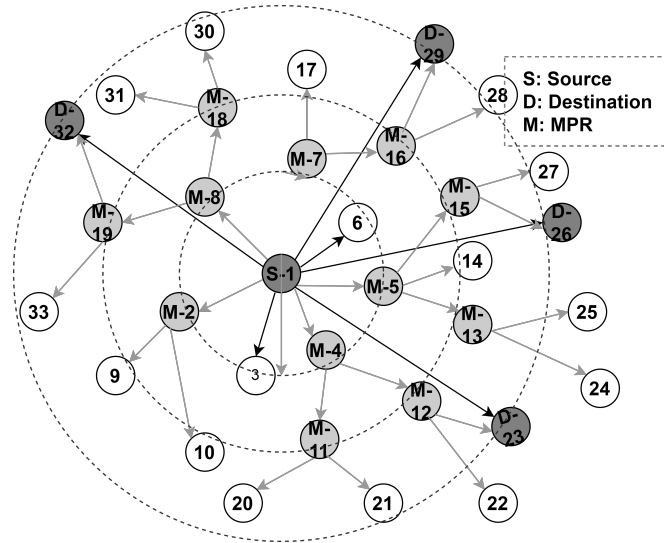 30
D-
29
17
S: Source
D: Destination
M: MPR
31
M-
18
28
D-
32
M-
16
M-7
27
M-8
M-
15
6
D-
26
M-
19
14
S-1
M-5
33
M-2
M-
13
25
M-4
9
3
24
M-
12
D-
23
M-
11
10
20
21
22